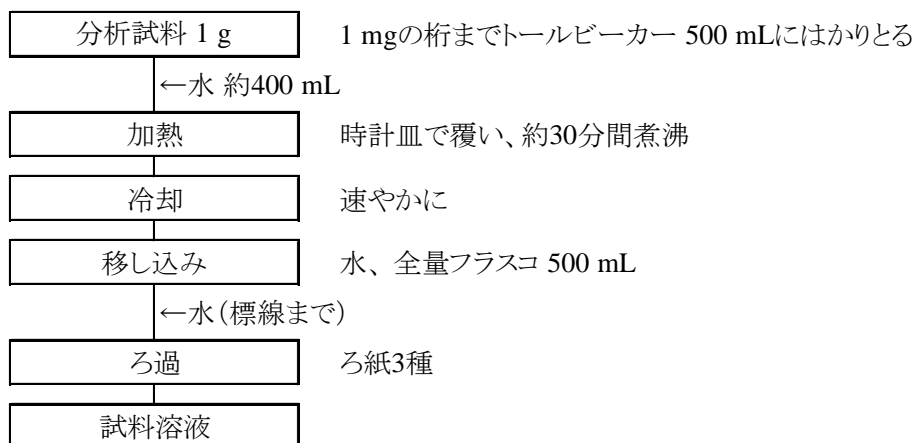 分析試料 1 g 1 mgの桁までトールビーカー 500 mLにはかりとる
←水 約400 mL
加熱 時計皿で覆い、約30分間煮沸
冷却 速やかに
移し込み 水、全量フラスコ 500 mL
←水(標線まで)
ろ過 ろ紙3種
試料溶液